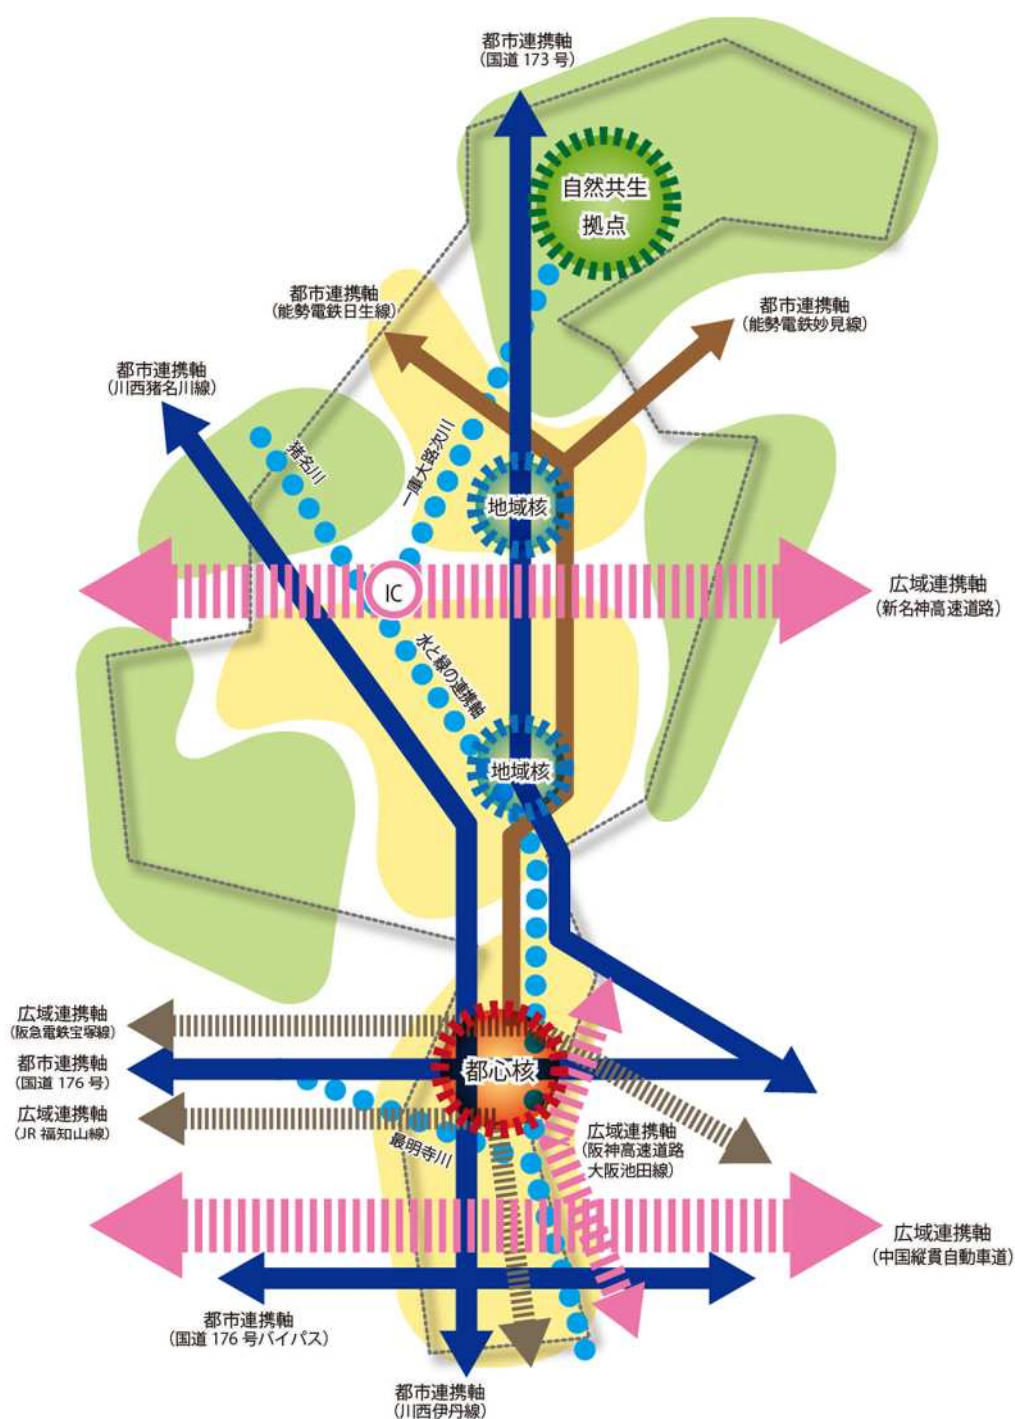 都市連携軸
（国道 173 号）
自然共生
拠点
都市連携軸
（能勢電鉄日生線）
都市連携軸
（能勢電鉄妙見線）
都市連携軸
（川西猪名川線）
猪名川
一庫大路次川
地域核
IC
広域連携軸
（新名神高速道路）
水と緑の連携軸
地域核
広域連携軸
（阪急電鉄宝塚線）
都市連携軸
（国道 176 号）
都心核
広域連携軸
（JR 福知山線）
最明寺川
広域連携軸
（阪神高速道路
大阪池田線）
広域連携軸
（中国縦貫自動車道）
都市連携軸
（国道 176 号バイパス）
都市連携軸
（川西伊丹線）